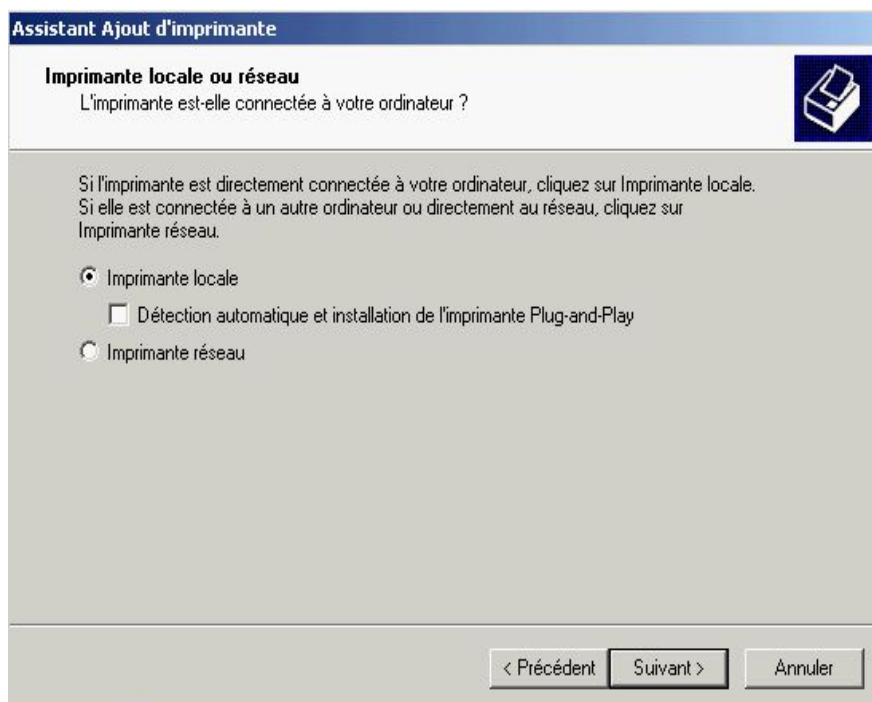 Assistant Ajout d'imprimante
Imprimante locale ou réseau
L'imprimante est-elle connectée à votre ordinateur ?
Si l'imprimante est directement connectée à votre ordinateur, cliquez sur Imprimante locale.
Si elle est connectée à un autre ordinateur ou directement au réseau, cliquez sur
Imprimante réseau.
Imprimante locale
Détection automatique et installation de l'imprimante Plug-and-Play
Imprimante réseau
< Précédent
Suivant >
Annuler